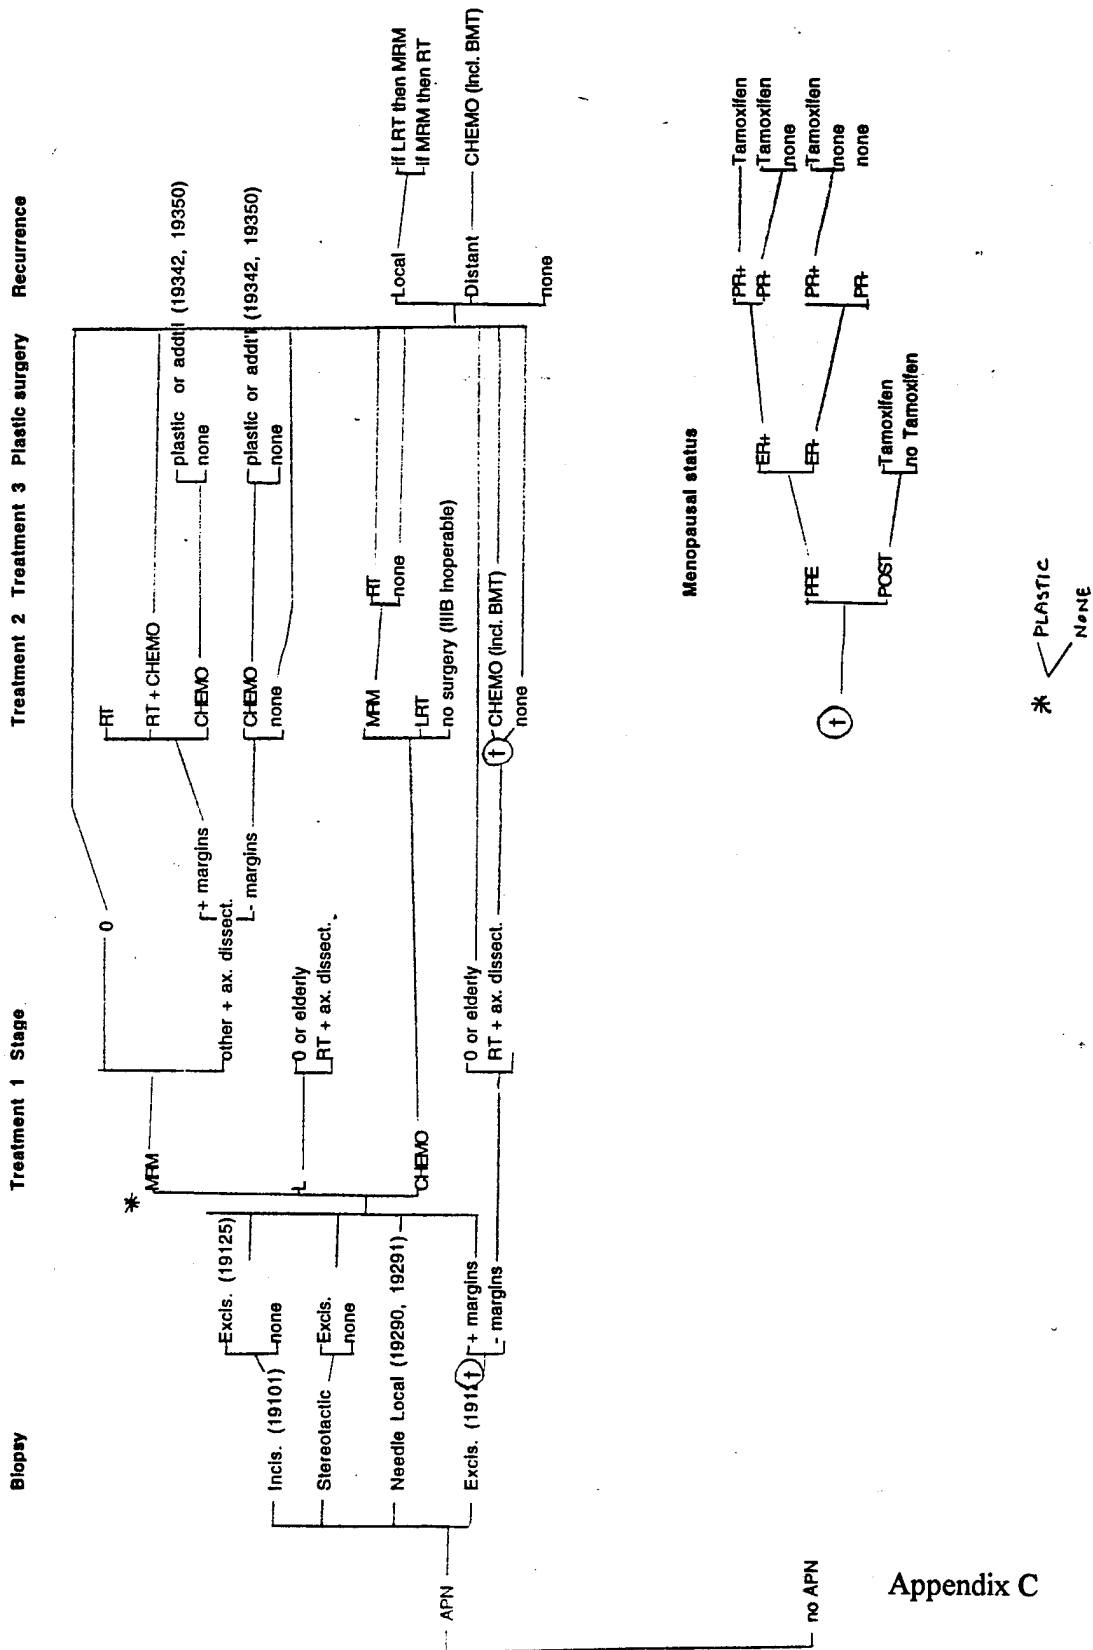 Biopsy Treatment 1 Stage Treatment 2 Treatment 3 Plastic surgery Recurrence
APN
no APN
Incis. (19101)
Excis. (19125)
none
Stereotactic
Excis.
none
Needle Local (19290, 19291)
Excis. (1912
†
+ margins
- margins
*
MRM
0
other + ax. dissect.
+ margins
RT
RT + CHEMO
CHEMO
plastic or addt'l (19342, 19350)
none
- margins
CHEMO
plastic or addt'l (19342, 19350)
none
none
L
0 or elderly
RT + ax. dissect.
CHEMO
MRM
RT
none
LRT
no surgery (IIIB Inoperable)
0 or elderly
RT + ax. dissect.
†
CHEMO (Incl. BMT)
none
Local
if LRT then MRM
if MRM then RT
Distant
CHEMO (Incl. BMT)
none
Menopausal status
†
PRE
ER+
PR+
Tamoxifen
PR-
Tamoxifen
none
ER-
PR+
Tamoxifen
none
PR-
none
POST
Tamoxifen
no Tamoxifen
* PLASTIC
NONE
Appendix C